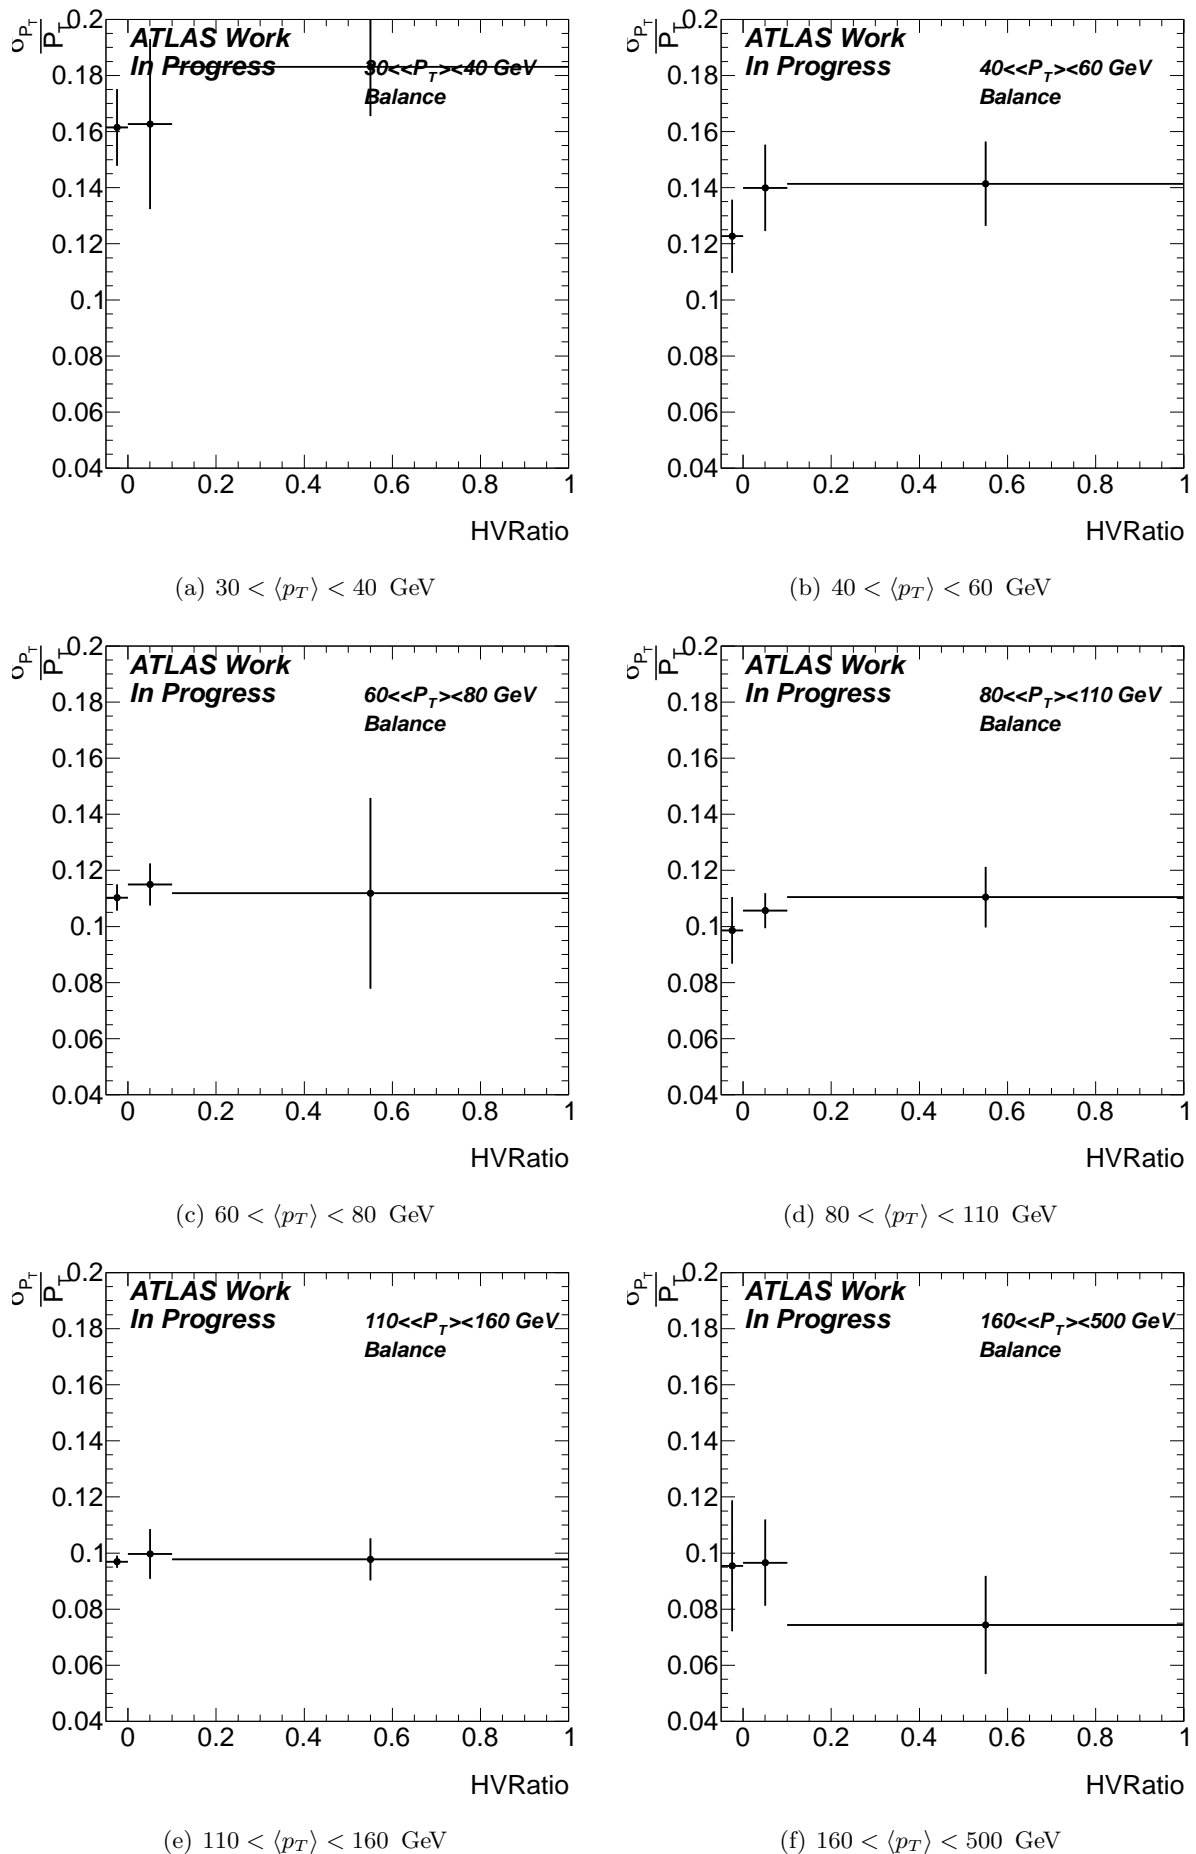 σ_{P_T} / P_T
0.2
0.18
0.16
0.14
0.12
0.1
0.08
0.06
0.04
ATLAS Work
In Progress
30<<P_T><40 GeV
Balance
0 0.2 0.4 0.6 0.8 1
HVRatio
(a) 30 < ⟨p_T⟩ < 40 GeV
σ_{P_T} / P_T
0.2
0.18
0.16
0.14
0.12
0.1
0.08
0.06
0.04
ATLAS Work
In Progress
40<<P_T><60 GeV
Balance
0 0.2 0.4 0.6 0.8 1
HVRatio
(b) 40 < ⟨p_T⟩ < 60 GeV
σ_{P_T} / P_T
0.2
0.18
0.16
0.14
0.12
0.1
0.08
0.06
0.04
ATLAS Work
In Progress
60<<P_T><80 GeV
Balance
0 0.2 0.4 0.6 0.8 1
HVRatio
(c) 60 < ⟨p_T⟩ < 80 GeV
σ_{P_T} / P_T
0.2
0.18
0.16
0.14
0.12
0.1
0.08
0.06
0.04
ATLAS Work
In Progress
80<<P_T><110 GeV
Balance
0 0.2 0.4 0.6 0.8 1
HVRatio
(d) 80 < ⟨p_T⟩ < 110 GeV
σ_{P_T} / P_T
0.2
0.18
0.16
0.14
0.12
0.1
0.08
0.06
0.04
ATLAS Work
In Progress
110<<P_T><160 GeV
Balance
0 0.2 0.4 0.6 0.8 1
HVRatio
(e) 110 < ⟨p_T⟩ < 160 GeV
σ_{P_T} / P_T
0.2
0.18
0.16
0.14
0.12
0.1
0.08
0.06
0.04
ATLAS Work
In Progress
160<<P_T><500 GeV
Balance
0 0.2 0.4 0.6 0.8 1
HVRatio
(f) 160 < ⟨p_T⟩ < 500 GeV